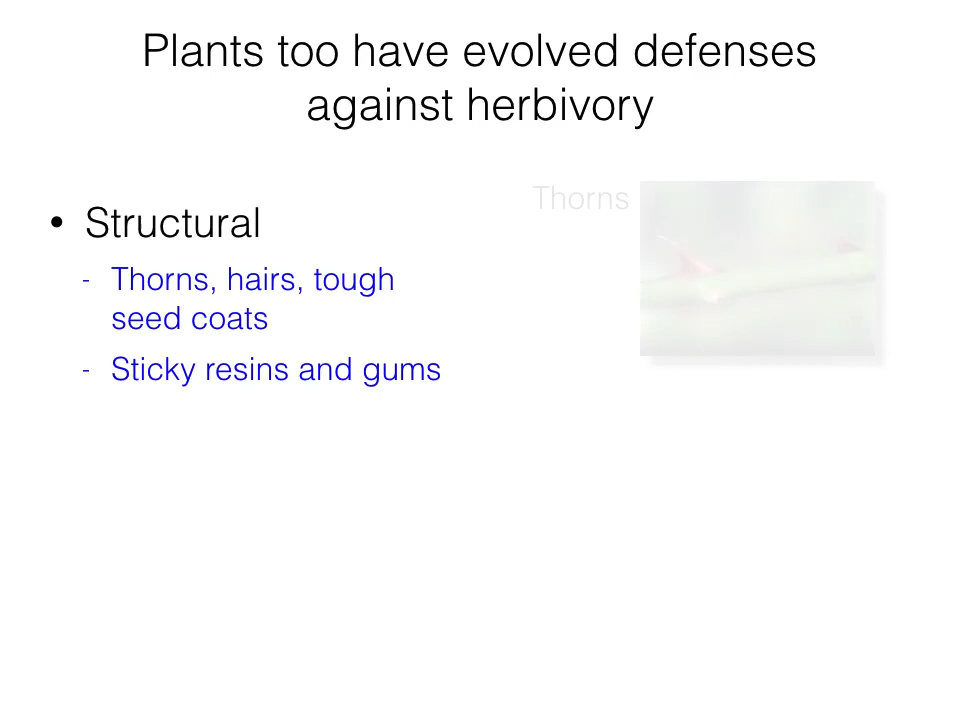 Plants too have evolved defenses
against herbivory
Thorns
• Structural
- Thorns, hairs, tough
seed coats
- Sticky resins and gums